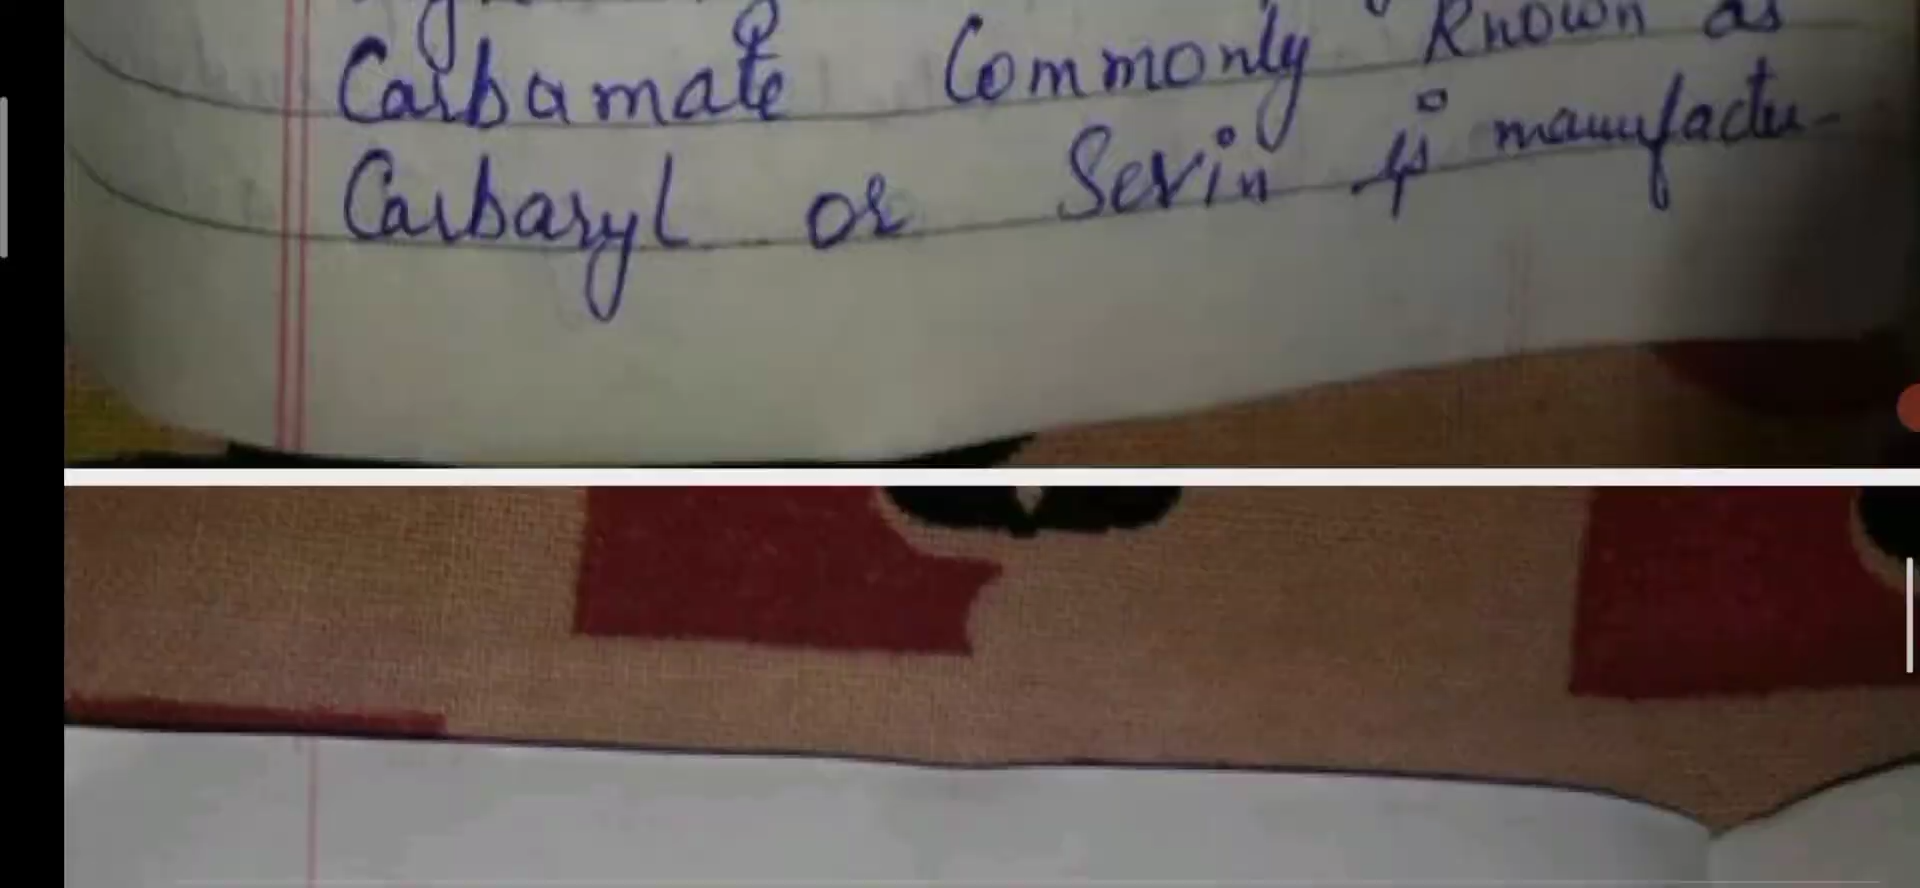 Carbamate Commonly Known as
Carbaryl or Sevin is manufactu-